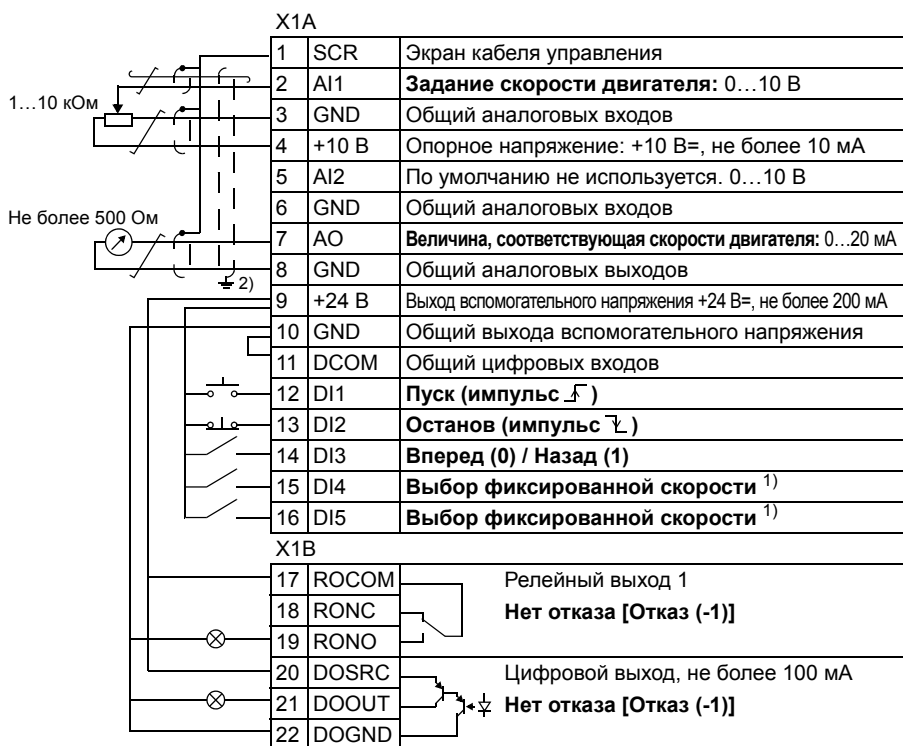 X1A
1 SCR Экран кабеля управления
2 AI1 Задание скорости двигателя: 0…10 В
1…10 кОм
3 GND Общий аналоговых входов
4 +10 В Опорное напряжение: +10 В=, не более 10 мА
5 AI2 По умолчанию не используется. 0…10 В
6 GND Общий аналоговых входов
Не более 500 Ом
7 AO Величина, соответствующая скорости двигателя: 0…20 мА
8 GND Общий аналоговых выходов
2)
9 +24 В Выход вспомогательного напряжения +24 В=, не более 200 мА
10 GND Общий выхода вспомогательного напряжения
11 DCOM Общий цифровых входов
12 DI1 Пуск (импульс )
13 DI2 Останов (импульс )
14 DI3 Вперед (0) / Назад (1)
15 DI4 Выбор фиксированной скорости 1)
16 DI5 Выбор фиксированной скорости 1)
X1B
17 ROCOM Релейный выход 1
18 RONC Нет отказа [Отказ (-1)]
19 RONO
20 DOSRC Цифровой выход, не более 100 мА
21 DOOUT Нет отказа [Отказ (-1)]
22 DOGND